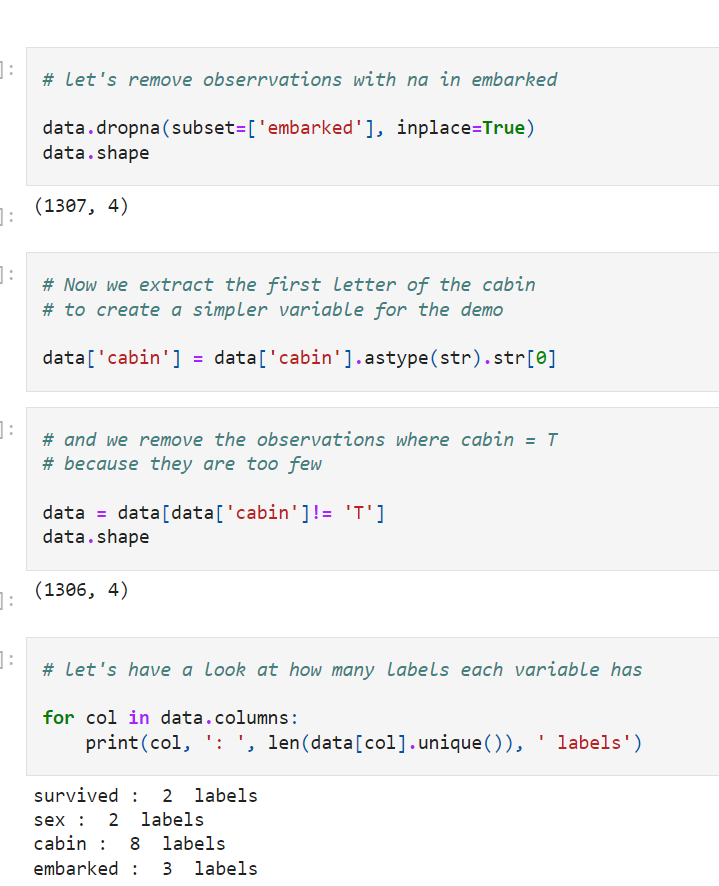 ]:
# let's remove obserrvations with na in embarked
data.dropna(subset=['embarked'], inplace=True)
data.shape
]:
(1307, 4)
]:
# Now we extract the first letter of the cabin
# to create a simpler variable for the demo
data['cabin'] = data['cabin'].astype(str).str[0]
]:
# and we remove the observations where cabin = T
# because they are too few
data = data[data['cabin']!= 'T']
data.shape
]:
(1306, 4)
]:
# let's have a look at how many labels each variable has
for col in data.columns:
    print(col, ': ', len(data[col].unique()), ' labels')
survived :  2  labels
sex :  2  labels
cabin :  8  labels
embarked :  3  labels